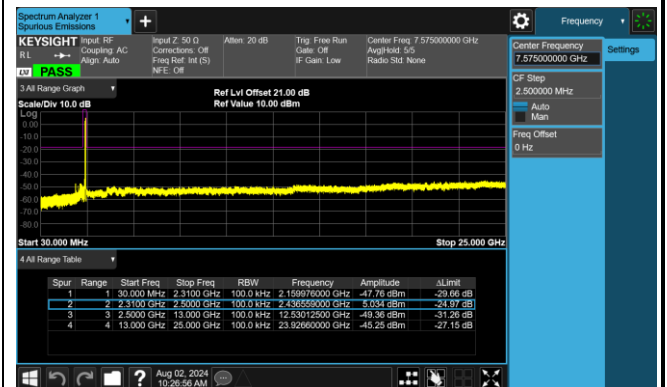 Spectrum Analyzer 1
Spurious Emissions
Frequency
KEYSIGHT Input: RF Input Z: 50 Ω Atten: 20 dB Trig: Free Run Center Freq: 7.575000000 GHz
RL Coupling: AC Corrections: Off Gate: Off Avg|Hold: 5/5
Align: Auto Freq Ref: Int (S) IF Gain: Low Radio Std: None
LXI PASS NFE: Off
Center Frequency
7.575000000 GHz
Settings
CF Step
2.500000 MHz
Auto
Man
Freq Offset
0 Hz
3 All Range Graph
Ref Lvl Offset 21.00 dB
Scale/Div 10.0 dB Ref Value 10.00 dBm
Log
0.00
-10.0
-20.0
-30.0
-40.0
-50.0
-60.0
-70.0
-80.0
Start 30.000 MHz Stop 25.000 GHz
4 All Range Table
Spur Range Start Freq Stop Freq RBW Frequency Amplitude ΔLimit
1 1 30.000 MHz 2.3100 GHz 100.0 kHz 2.159976000 GHz -47.76 dBm -29.66 dB
2 2 2.3100 GHz 2.5000 GHz 100.0 kHz 2.436559000 GHz 5.034 dBm -24.97 dB
3 3 2.5000 GHz 13.000 GHz 100.0 kHz 12.53012500 GHz -49.36 dBm -31.26 dB
4 4 13.000 GHz 25.000 GHz 100.0 kHz 23.92660000 GHz -45.25 dBm -27.15 dB
Aug 02, 2024
10:26:56 AM